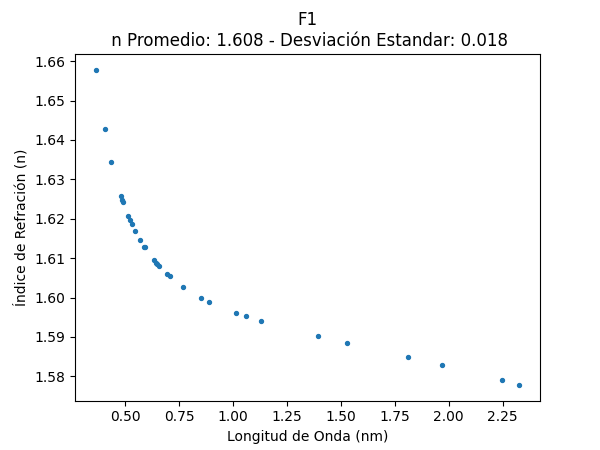 F1
n Promedio: 1.608 - Desviación Estandar: 0.018
1.66
1.65
1.64
1.63
1.62
1.61
1.60
1.59
1.58
Índice de Refración (n)
0.50 0.75 1.00 1.25 1.50 1.75 2.00 2.25
Longitud de Onda (nm)